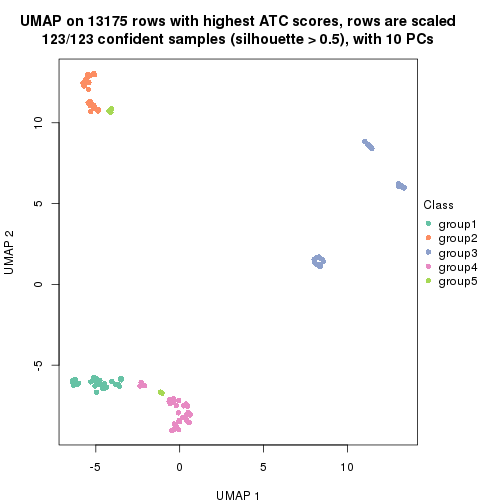 UMAP on 13175 rows with highest ATC scores, rows are scaled
123/123 confident samples (silhouette > 0.5), with 10 PCs
10
5
0
-5
UMAP 2
-5
0
5
10
UMAP 1
Class
group1
group2
group3
group4
group5